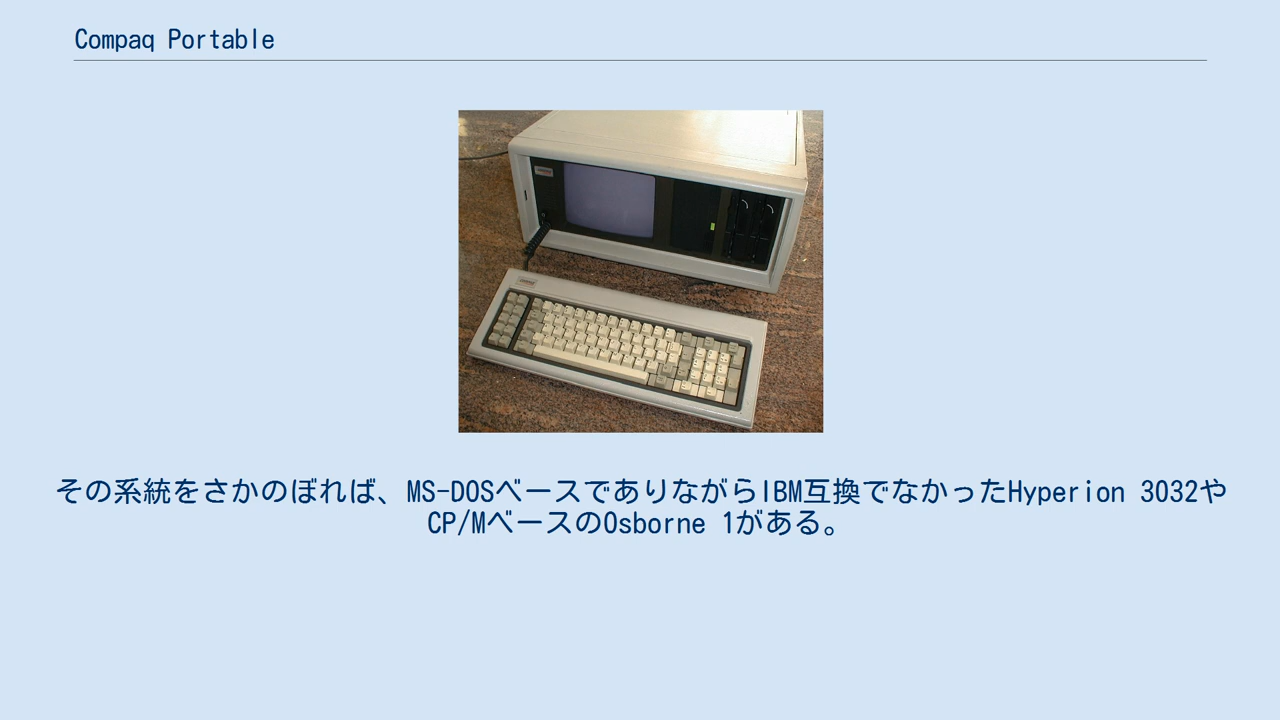 Compaq Portable
その系統をさかのぼれば、MS-DOSベースでありながらIBM互換でなかったHyperion 3032や
CP/MベースのOsborne 1がある。